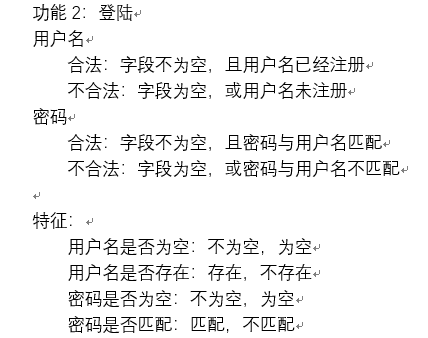 功能 2：登陆
用户名
合法：字段不为空，且用户名已经注册
不合法：字段为空，或用户名未注册
密码
合法：字段不为空，且密码与用户名匹配
不合法：字段为空，或密码与用户名不匹配
特征：
用户名是否为空：不为空，为空
用户名是否存在：存在，不存在
密码是否为空：不为空，为空
密码是否匹配：匹配，不匹配